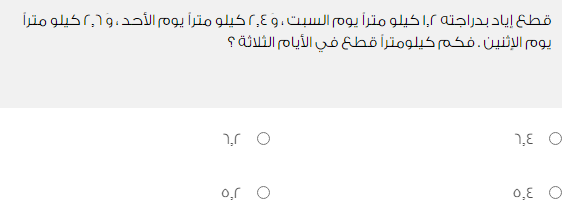 قطع إياد بدراجته ١,٢ كيلو متراً يوم السبت ، وَ ٢,٤ كيلو متراً يوم الأحد ، وَ ٢,٦ كيلو متراً
يوم الإثنين . فكم كيلومتراً قطع في الأيام الثلاثة ؟
٦,٤
٦,٢
٥,٤
٥,٢